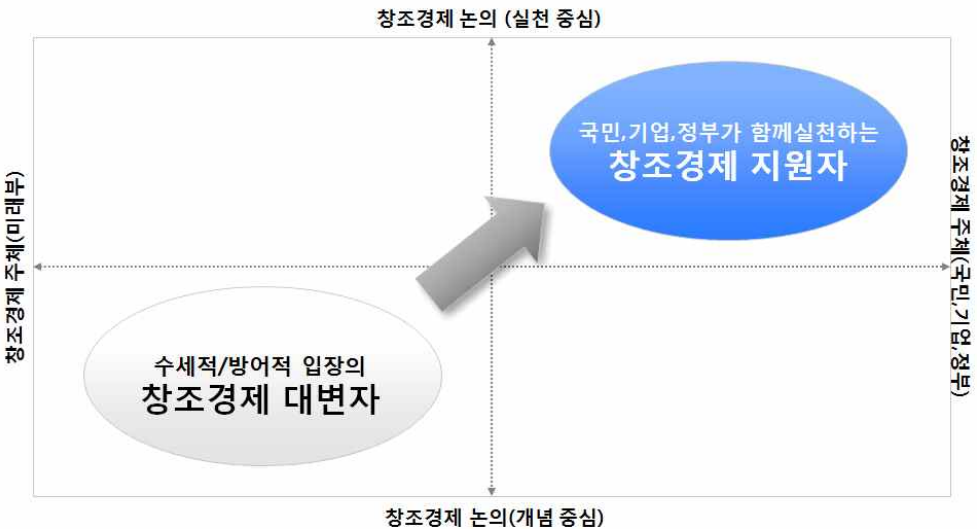 창조경제 논의 (실천 중심)
국민,기업,정부가 함께실천하는
창조경제 지원자
창조경제 주체(미래부)
창조경제 주체(국민,기업,정부)
수세적/방어적 입장의
창조경제 대변자
창조경제 논의(개념 중심)